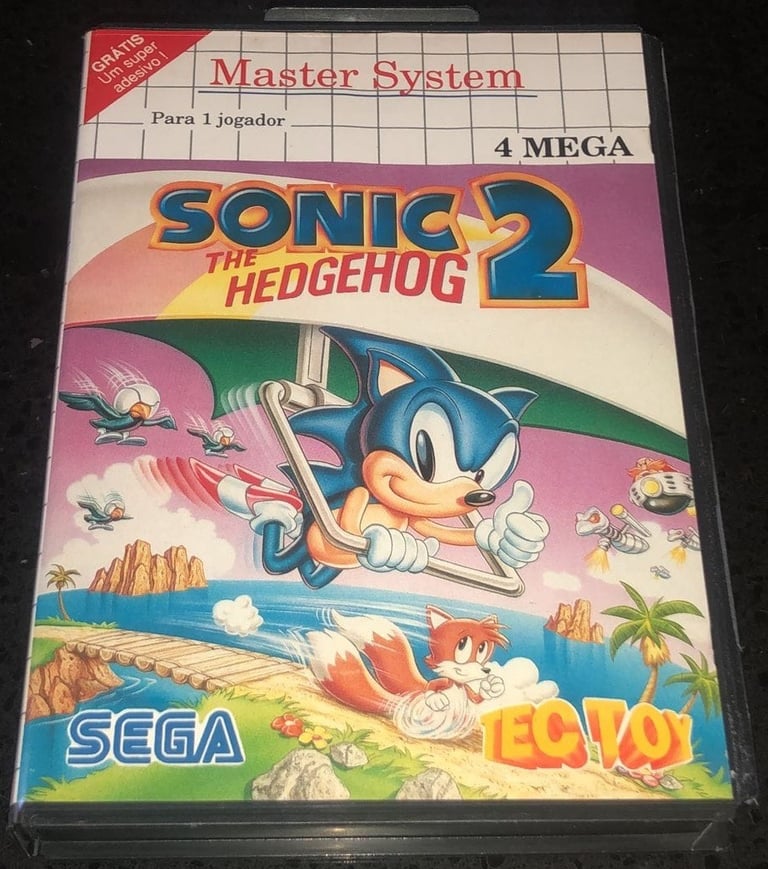 GRÁTIS
Um super
adesivo !
Master System
Para 1 jogador
4 MEGA
SONIC 2
THE
HEDGEHOG
SEGA
TEC TOY